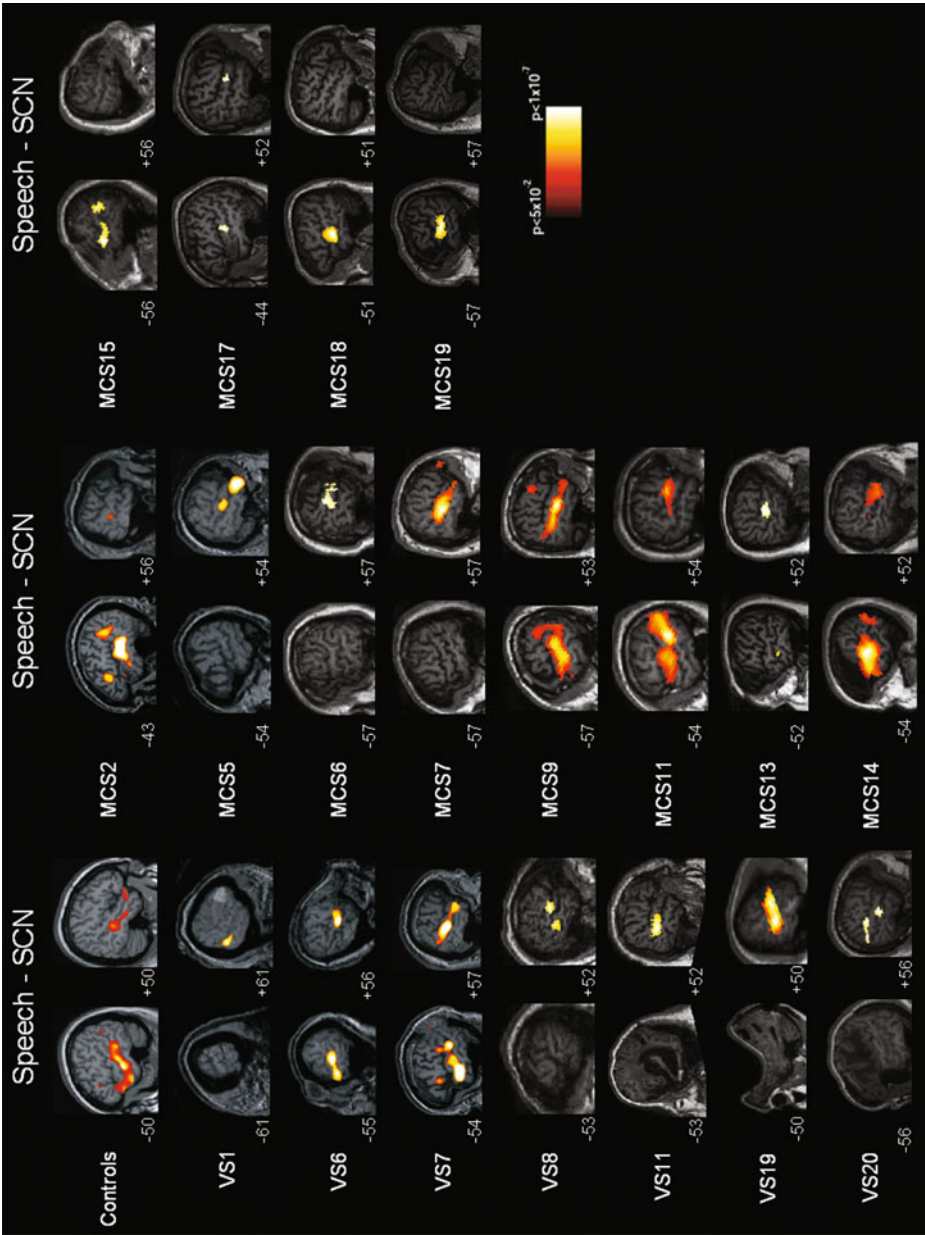 Speech - SCN
Controls
-50 +50
VS1
-61 +61
VS6
-55 +56
VS7
-54 +57
VS8
-53 +52
VS11
-53 +52
VS19
-50 +50
VS20
-56 +56
Speech - SCN
MCS2
-43 +56
MCS5
-54 +54
MCS6
-57 +57
MCS7
-57 +57
MCS9
-57 +53
MCS11
-54 +54
MCS13
-52 +52
MCS14
-54 +52
Speech - SCN
MCS15
-56 +56
MCS17
-44 +52
MCS18
-51 +51
MCS19
-57 +57
p<5x10⁻² p<1x10⁻⁷